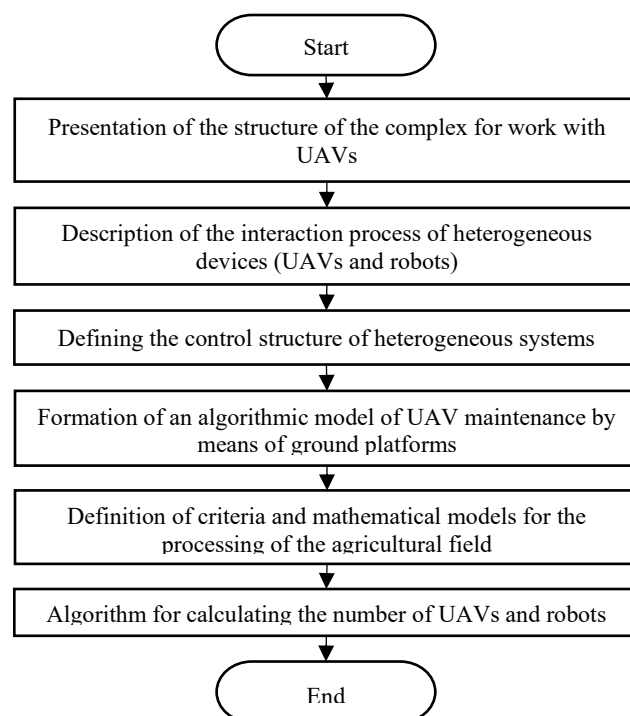 Start
Presentation of the structure of the complex for work with
UAVs
Description of the interaction process of heterogeneous
devices (UAVs and robots)
Defining the control structure of heterogeneous systems
Formation of an algorithmic model of UAV maintenance by
means of ground platforms
Definition of criteria and mathematical models for the
processing of the agricultural field
Algorithm for calculating the number of UAVs and robots
End